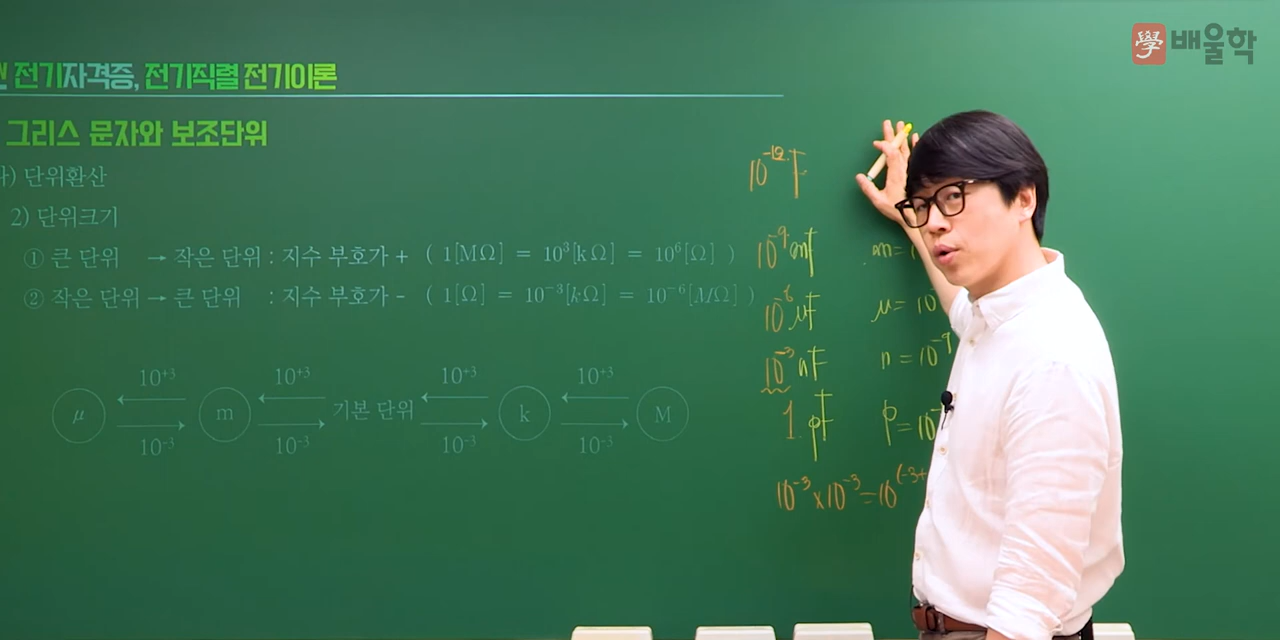 學 배울학
전기자격증, 전기직렬 전기이론
그리스 문자와 보조단위
단위환산
2) 단위크기
① 큰 단위 → 작은 단위 : 지수 부호가 + ( 1[MΩ] = 10³[kΩ] = 10⁶[Ω] )
② 작은 단위 → 큰 단위 : 지수 부호가 - ( 1[Ω] = 10⁻³[kΩ] = 10⁻⁶[MΩ] )
10⁺³ 10⁺³ 10⁺³ 10⁺³
μ m 기본 단위 k M
10⁻³ 10⁻³ 10⁻³ 10⁻³
10⁻¹² F
10⁻⁹ mF
10⁻⁶ μF
10⁻³ nF
1 pF
10⁻³×10⁻³=10⁽⁻³⁺
m=
μ=10
n=10⁻⁹
p=10⁻